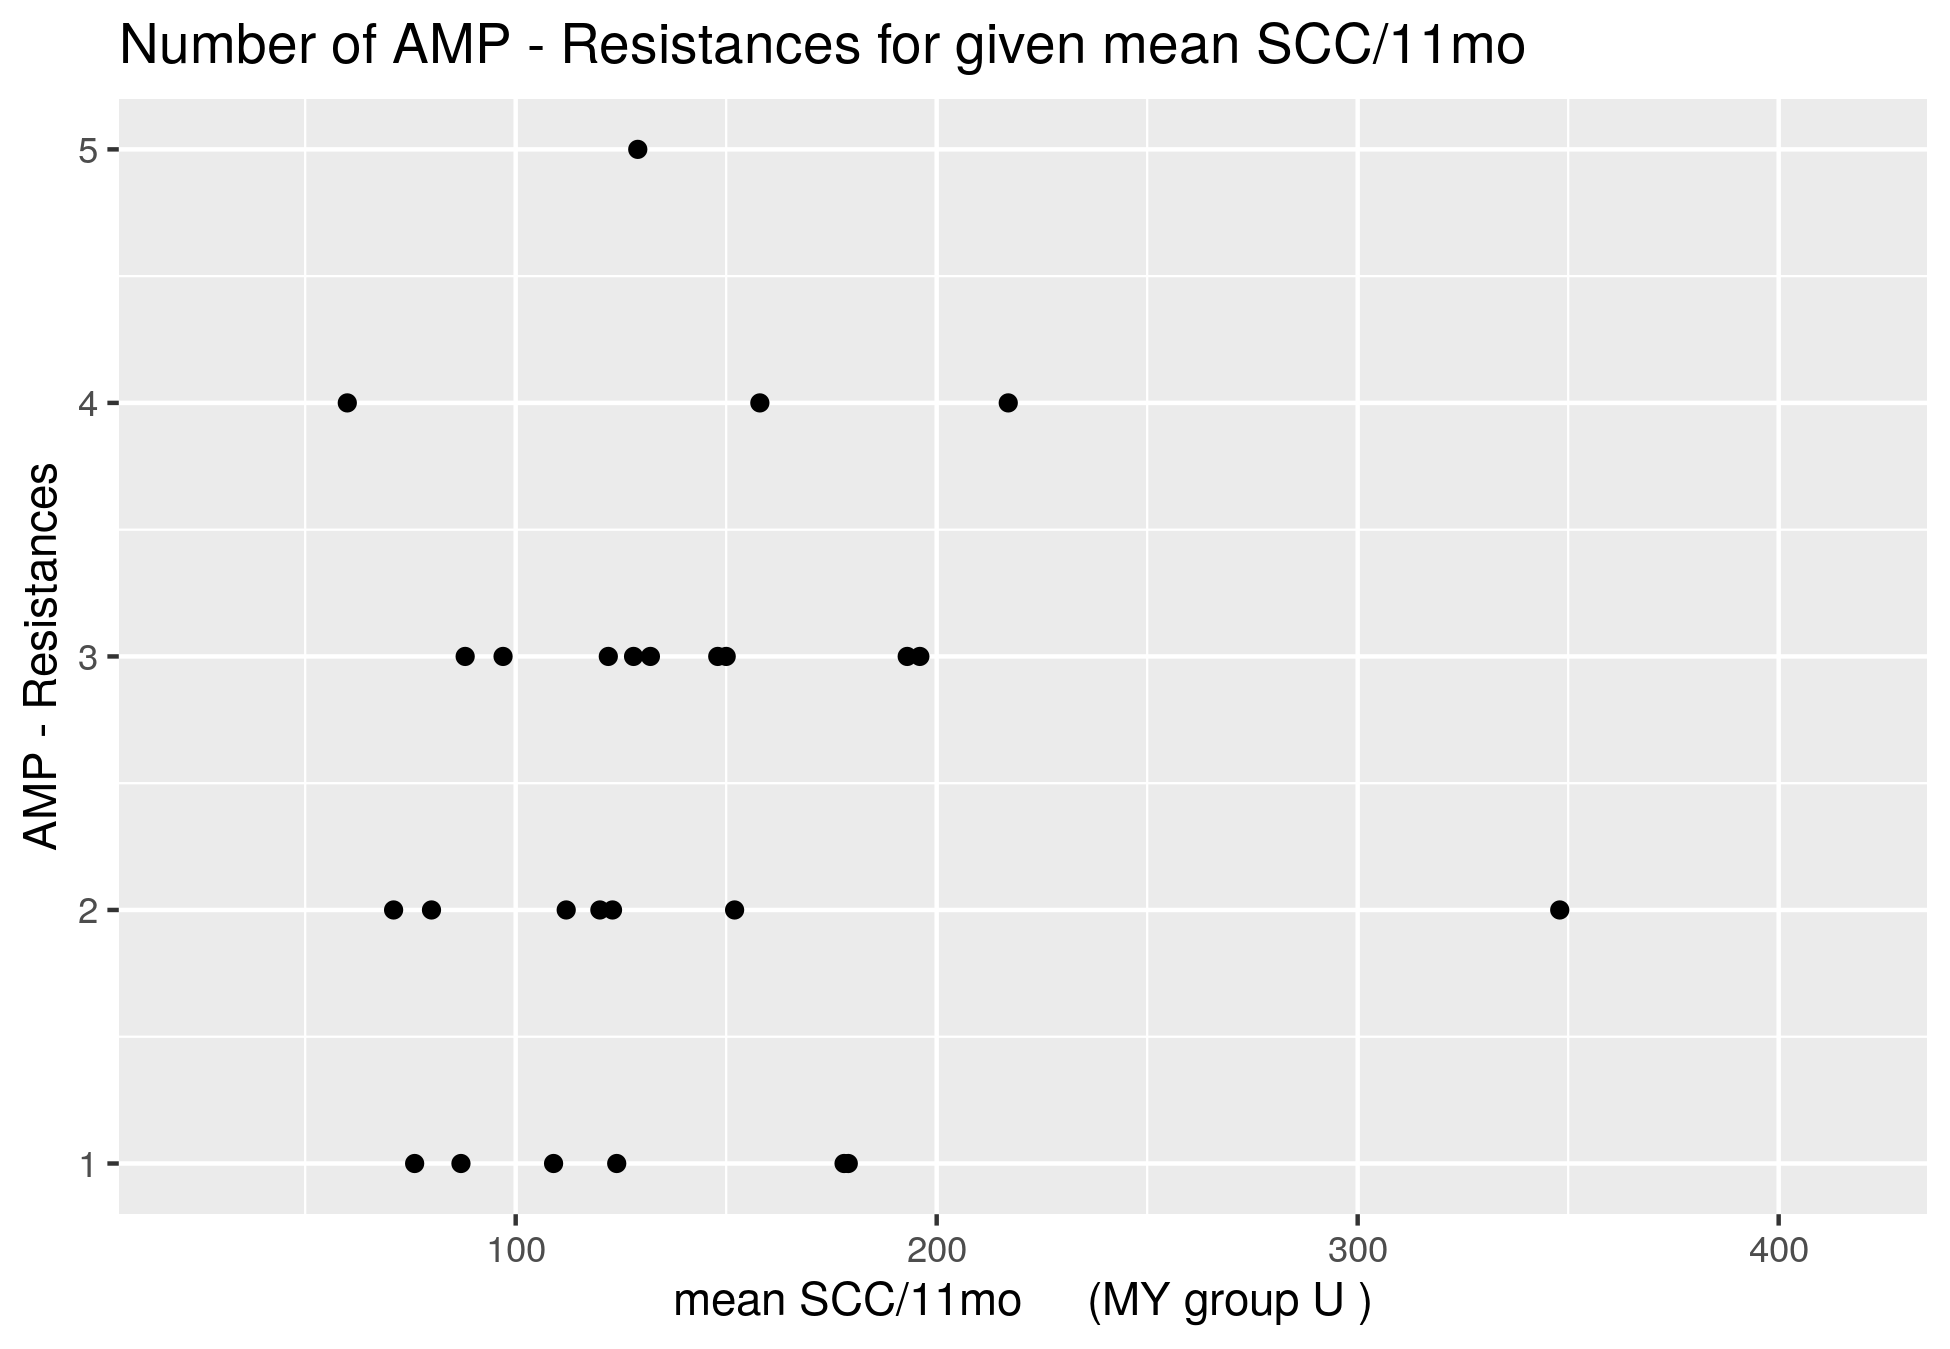 Number of AMP - Resistances for given mean SCC/11mo
5
4
3
2
1
AMP - Resistances
100 200 300 400
mean SCC/11mo (MY group U )